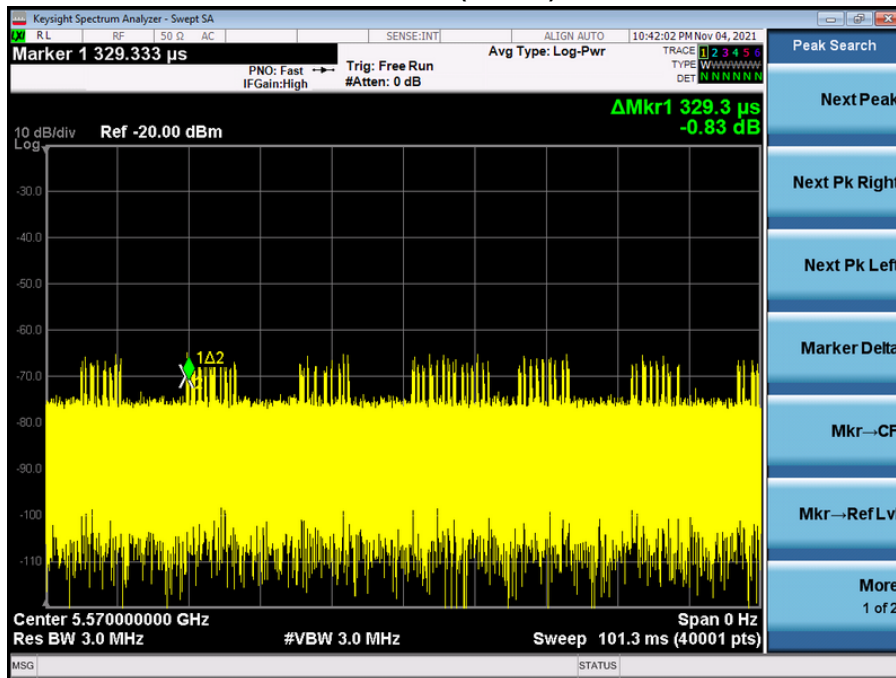 Keysight Spectrum Analyzer - Swept SA
LXI RL RF 50 Ω AC SENSE:INT ALIGN AUTO 10:42:02 PM Nov 04, 2021
Marker 1 329.333 µs
PNO: Fast
IFGain:High
Trig: Free Run
#Atten: 0 dB
Avg Type: Log-Pwr
TRACE 1 2 3 4 5 6
TYPE WWWWWW
DET N N N N N N
Peak Search
ΔMkr1 329.3 µs
-0.83 dB
10 dB/div Ref -20.00 dBm
Log
-30.0
-40.0
-50.0
-60.0
-70.0
-80.0
-90.0
-100
-110
1Δ2
Center 5.570000000 GHz
Span 0 Hz
Res BW 3.0 MHz
#VBW 3.0 MHz
Sweep 101.3 ms (40001 pts)
MSG
STATUS
Next Peak
Next Pk Right
Next Pk Left
Marker Delta
Mkr→CF
Mkr→Ref Lvl
More
1 of 2